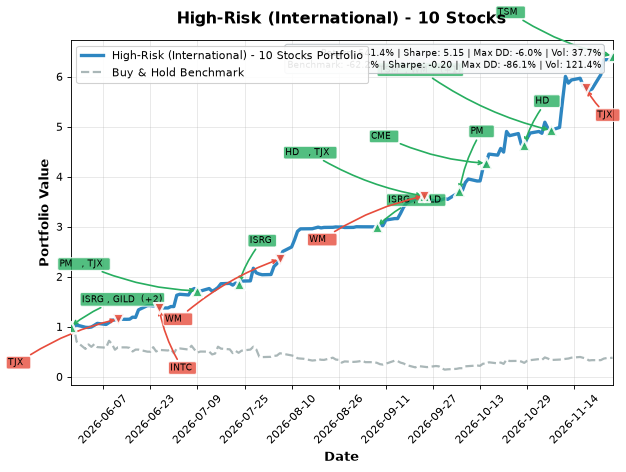 High-Risk (International) - 10 Stocks
TSM
High-Risk (International) - 10 Stocks Portfolio
Buy & Hold Benchmark
1.4% | Sharpe: 5.15 | Max DD: -6.0% | Vol: 37.7%
| Sharpe: -0.20 | Max DD: -86.1% | Vol: 121.4%
HD
TJX
PM
CME
HD , TJX
ISRG, GILD
WM
ISRG
PM , TJX
ISRG , GILD (+2)
WM
TJX
INTC
Portfolio Value
6
5
4
3
2
1
0
2026-06-07
2026-06-23
2026-07-09
2026-07-25
2026-08-10
2026-08-26
2026-09-11
2026-09-27
2026-10-13
2026-10-29
2026-11-14
Date